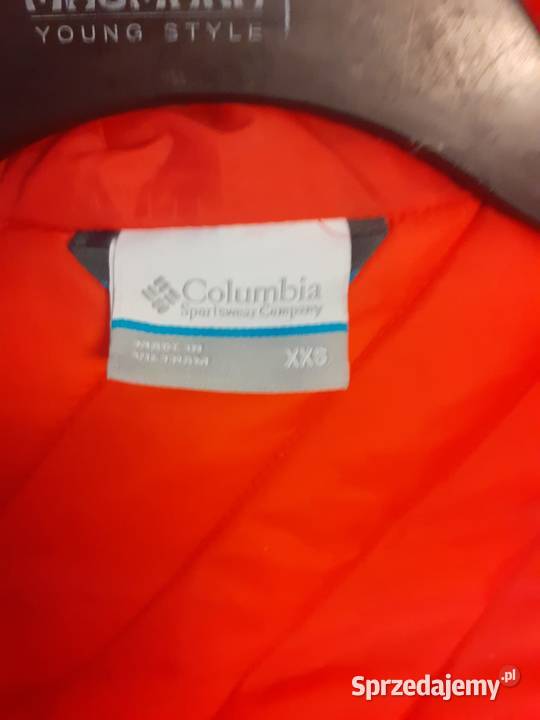 YOUNG STYLE
Columbia
Sportswear Company
MADE IN
VIETNAM
XXS
Sprzedajemy.pl